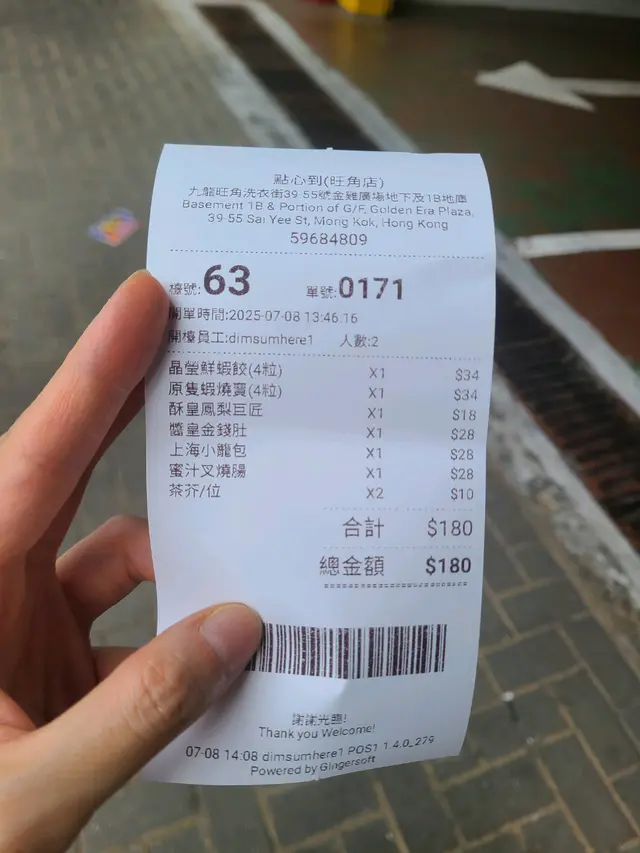 點心到(旺角店)
九龍旺角洗衣街39-55號金雞廣場地下及1B地庫
Basement 1B & Portion of G/F, Golden Era Plaza,
39-55 Sai Yee St, Mong Kok, Hong Kong
59684809
檯號:63 單號:0171
開單時間:2025-07-08 13:46:16
開檯員工:dimsumhere1 人數:2
晶瑩鮮蝦餃(4粒) X1 $34
原隻蝦燒賣(4粒) X1 $34
酥皇鳳梨巨匠 X1 $18
醬皇金錢肚 X1 $28
上海小龍包 X1 $28
蜜汁叉燒腸 X1 $28
茶芥/位 X2 $10
合計 $180
總金額 $180
謝謝光臨!
Thank you Welcome!
07-08 14:08 dimsumhere1 POS1 1.4.0_279
Powered by Gingersoft